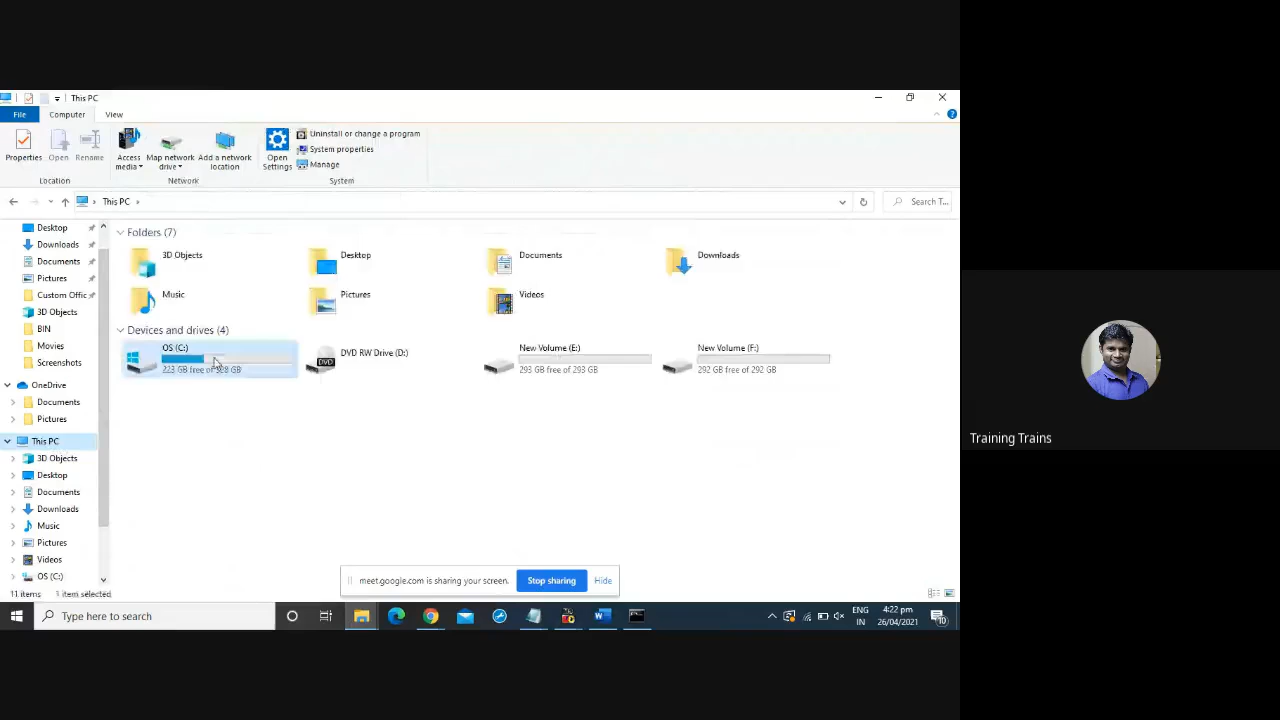 This PC
File
Computer
View
Properties
Open
Rename
Access media
Map network drive
Add a network location
Open Settings
Uninstall or change a program
System properties
Manage
Location
Network
System
This PC
Search T...
Desktop
Downloads
Documents
Pictures
Custom Offic
3D Objects
BIN
Movies
Screenshots
OneDrive
Documents
Pictures
This PC
3D Objects
Desktop
Documents
Downloads
Music
Pictures
Videos
OS (C:)
Folders (7)
3D Objects
Desktop
Documents
Downloads
Music
Pictures
Videos
Devices and drives (4)
OS (C:)
223 GB free of 328 GB
DVD RW Drive (D:)
DVD
New Volume (E:)
293 GB free of 293 GB
New Volume (F:)
292 GB free of 292 GB
Training Trains
meet.google.com is sharing your screen.
Stop sharing
Hide
11 items
1 item selected
Type here to search
ENG
IN
4:22 pm
26/04/2021
10